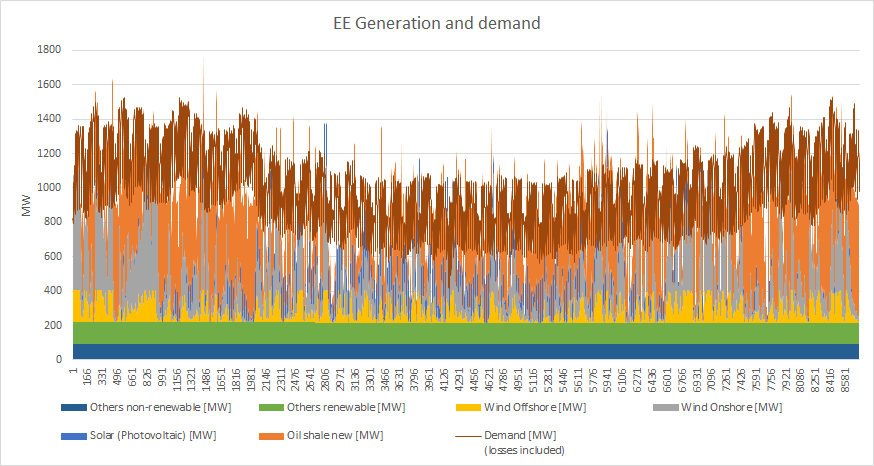 EE Generation and demand
1800
1600
1400
1200
1000
800
600
400
200
0
MW
1 166 331 496 661 826 991 1156 1321 1486 1651 1816 1981 2146 2311 2476 2641 2806 2971 3136 3301 3466 3631 3796 3961 4126 4291 4456 4621 4786 4951 5116 5281 5446 5611 5776 5941 6106 6271 6436 6601 6766 6931 7096 7261 7426 7591 7756 7921 8086 8251 8416 8581
Others non-renewable [MW] Others renewable [MW] Wind Offshore [MW] Wind Onshore [MW]
Solar (Photovoltaic) [MW] Oil shale new [MW] Demand [MW]
(losses included)